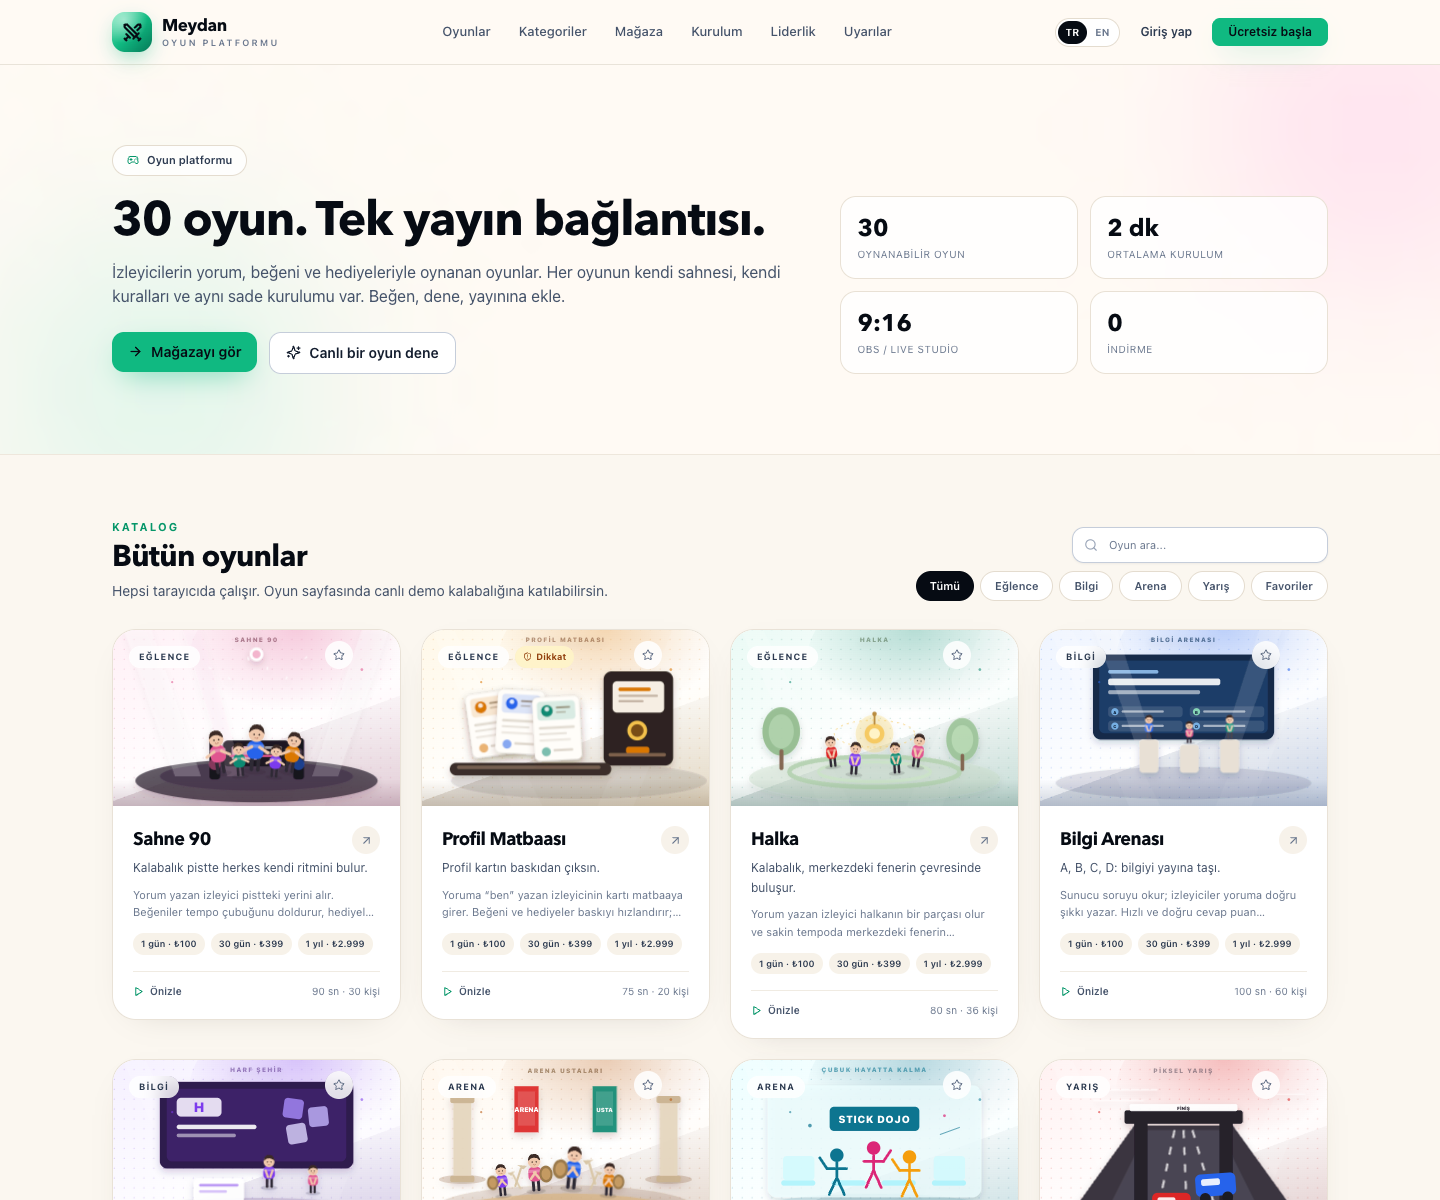 Meydan
OYUN PLATFORMU
Oyunlar
Kategoriler
Mağaza
Kurulum
Liderlik
Uyarılar
TR
EN
Giriş yap
Ücretsiz başla
Oyun platformu
30 oyun. Tek yayın bağlantısı.
İzleyicilerin yorum, beğeni ve hediyeleriyle oynanan oyunlar. Her oyunun kendi sahnesi, kendi
kuralları ve aynı sade kurulumu var. Beğen, dene, yayınına ekle.
Mağazayı gör
Canlı bir oyun dene
30
OYNANABİLİR OYUN
2 dk
ORTALAMA KURULUM
9:16
OBS / LIVE STUDIO
0
İNDİRME
KATALOG
Bütün oyunlar
Hepsi tarayıcıda çalışır. Oyun sayfasında canlı demo kalabalığına katılabilirsin.
Oyun ara...
Tümü
Eğlence
Bilgi
Arena
Yarış
Favoriler
SAHNE 90
EĞLENCE
Sahne 90
Kalabalık pistte herkes kendi ritmini bulur.
Yorum yazan izleyici pistteki yerini alır.
Beğeniler tempo çubuğunu doldurur, hediyel...
1 gün · ₺100
30 gün · ₺399
1 yıl · ₺2.999
Önizle
90 sn · 30 kişi
PROFİL MATBAASI
EĞLENCE
Dikkat
Profil Matbaası
Profil kartın baskıdan çıksın.
Yoruma “ben” yazan izleyicinin kartı matbaaya
girer. Beğeni ve hediyeler baskıyı hızlandırır;...
1 gün · ₺100
30 gün · ₺399
1 yıl · ₺2.999
Önizle
75 sn · 20 kişi
HALKA
EĞLENCE
Halka
Kalabalık, merkezdeki fenerin çevresinde
buluşur.
Yorum yazan izleyici halkanın bir parçası olur
ve sakin tempoda merkezdeki fenerin...
1 gün · ₺100
30 gün · ₺399
1 yıl · ₺2.999
Önizle
80 sn · 36 kişi
BİLGİ ARENASI
BİLGİ
Bilgi Arenası
A, B, C, D: bilgiyi yayına taşı.
Sunucu soruyu okur; izleyiciler yoruma doğru
şıkkı yazar. Hızlı ve doğru cevap puan...
1 gün · ₺100
30 gün · ₺399
1 yıl · ₺2.999
Önizle
100 sn · 60 kişi
HARF ŞEHİR
BİLGİ
H
ARENA USTALARI
ARENA
ARENA
USTA
ÇUBUK HAYATTA KALMA
ARENA
STICK DOJO
PİKSEL YARIŞ
YARIŞ